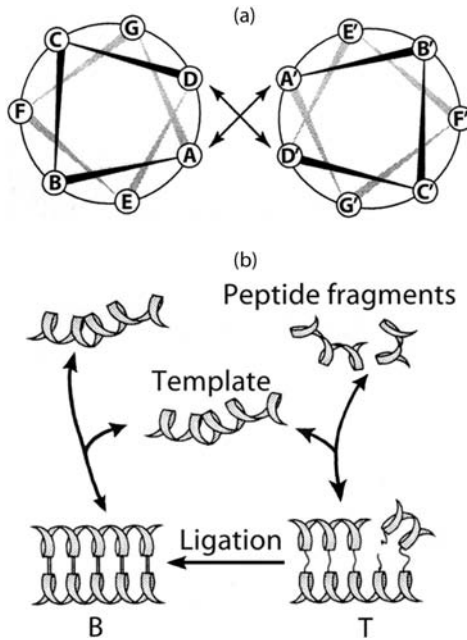 (a)
G
C
D
F
A
B
E
E'
B'
A'
F'
D'
C'
G'
(b)
Peptide fragments
Template
Ligation
B
T